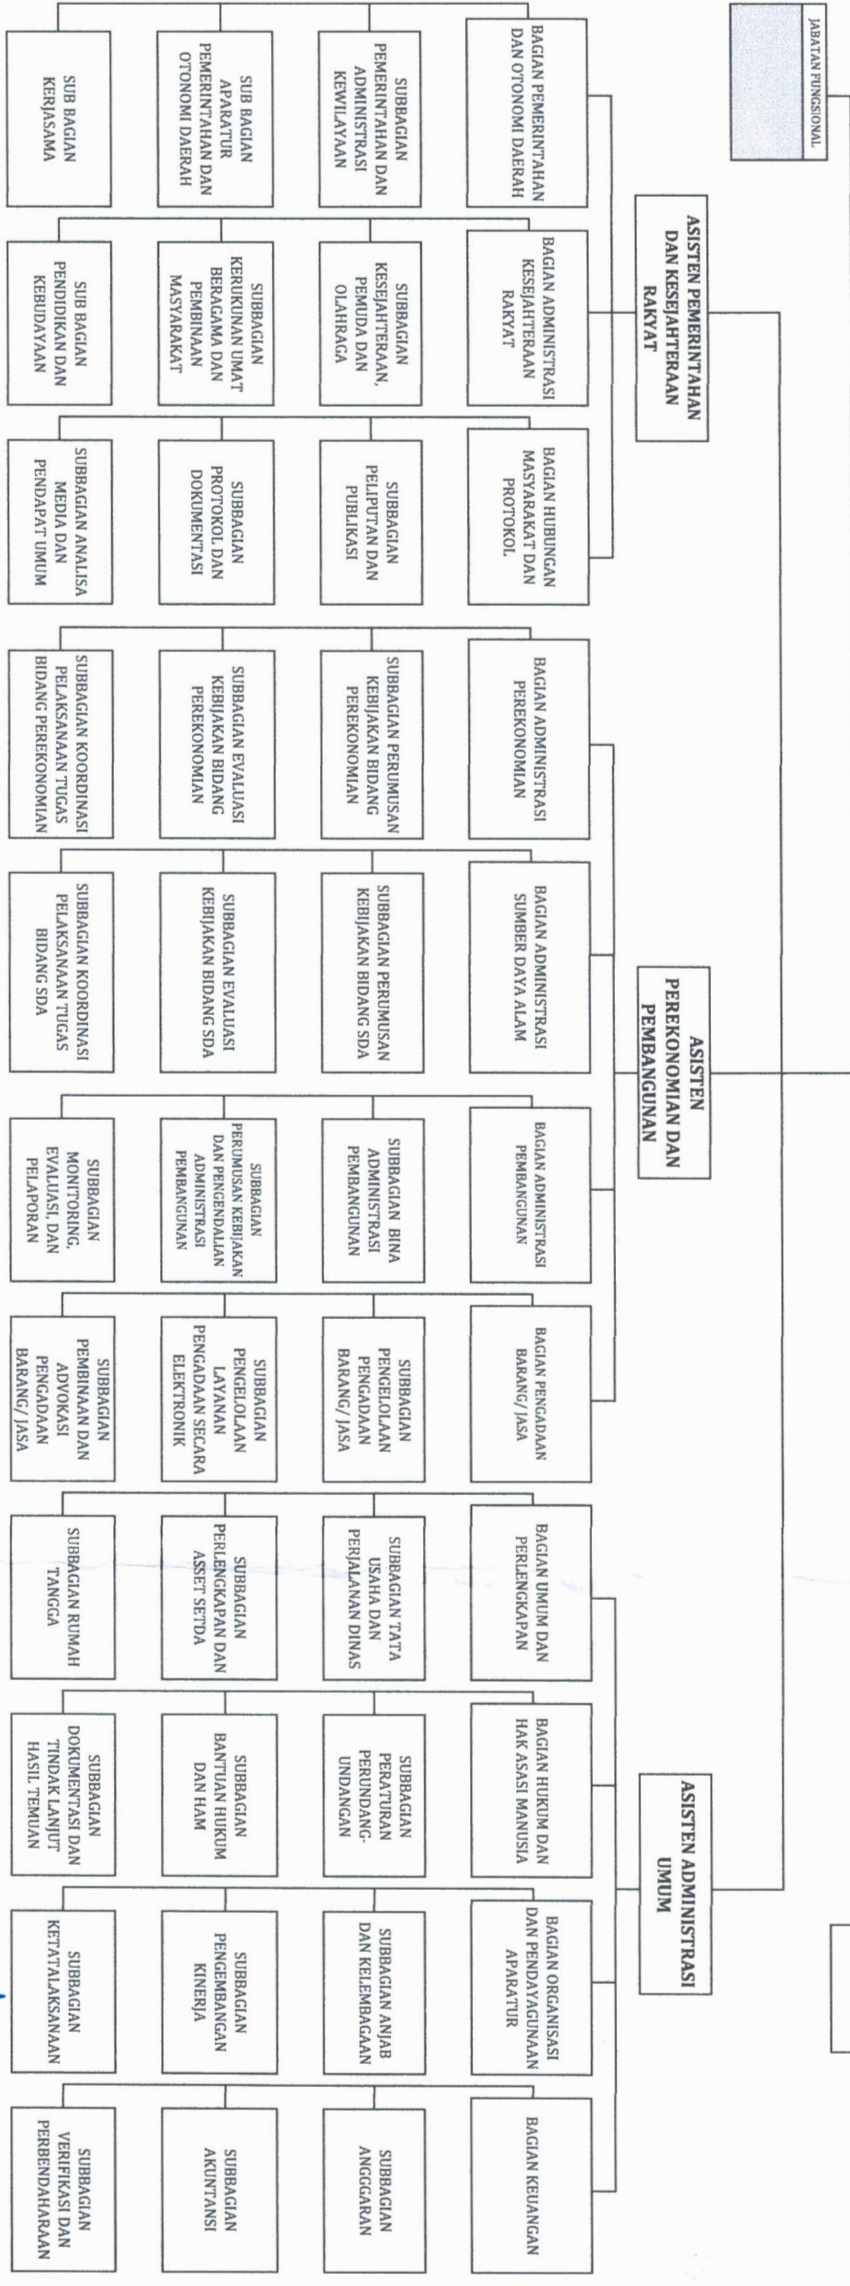 JABATAN FUNGSIONAL
ASISTEN PEMERINTAHAN
DAN KESEJAHTERAAN
RAKYAT
ASISTEN
PEREKONOMIAN DAN
PEMBANGUNAN
ASISTEN ADMINISTRASI
UMUM
BAGIAN PEMERINTAHAN
DAN OTONOMI DAERAH
BAGIAN ADMINISTRASI
KESEJAHTERAAN
RAKYAT
BAGIAN HUBUNGAN
MASYARAKAT DAN
PROTOKOL
BAGIAN ADMINISTRASI
PEREKONOMIAN
BAGIAN ADMINISTRASI
SUMBER DAYA ALAM
BAGIAN ADMINISTRASI
PEMBANGUNAN
BAGIAN PENGADAAN
BARANG/ JASA
BAGIAN UMUM DAN
PERLENGKAPAN
BAGIAN HUKUM DAN
HAK ASASI MANUSIA
BAGIAN ORGANISASI
DAN PENDAYAGUNAAN
APARATUR
BAGIAN KEUANGAN
SUBBAGIAN
PEMERINTAHAN DAN
ADMINISTRASI
KEWILAYAAN
SUBBAGIAN
KESEJAHTERAAN,
PEMUDA DAN
OLAHRAGA
SUBBAGIAN
PELIPUTAN DAN
PUBLIKASI
SUBBAGIAN PERUMUSAN
KEBIJAKAN BIDANG
PEREKONOMIAN
SUBBAGIAN PERUMUSAN
KEBIJAKAN BIDANG SDA
SUBBAGIAN BINA
ADMINISTRASI
PEMBANGUNAN
SUBBAGIAN
PENGELOLAAN
PENGADAAN
BARANG/ JASA
SUBBAGIAN TATA
USAHA DAN
PERJALANAN DINAS
SUBBAGIAN
PERATURAN
PERUNDANG-
UNDANGAN
SUBBAGIAN ANJAB
DAN KELEMBAGAAN
SUBBAGIAN
ANGGGARAN
SUB BAGIAN
APARATUR
PEMERINTAHAN DAN
OTONOMI DAERAH
SUBBAGIAN
KERUKUNAN UMAT
BERAGAMA DAN
PEMBINAAN
MASYARAKAT
SUBBAGIAN
PROTOKOL DAN
DOKUMENTASI
SUBBAGIAN EVALUASI
KEBIJAKAN BIDANG
PEREKONOMIAN
SUBBAGIAN EVALUASI
KEBIJAKAN BIDANG SDA
SUBBAGIAN
PERUMUSAN KEBIJAKAN
DAN PENGENDALIAN
ADMINISTRASI
PEMBANGUNAN
SUBBAGIAN
PENGELOLAAN
LAYANAN
PENGADAAN SECARA
ELEKTRONIK
SUBBAGIAN
PERLENGKAPAN DAN
ASSET SETDA
SUBBAGIAN
BANTUAN HUKUM
DAN HAM
SUBBAGIAN
PENGEMBANGAN
KINERJA
SUBBAGIAN
AKUNTANSI
SUB BAGIAN
KERJASAMA
SUB BAGIAN
PENDIDIKAN DAN
KEBUDAYAAN
SUBBAGIAN ANALISA
MEDIA DAN
PENDAPAT UMUM
SUBBAGIAN KOORDINASI
PELAKSANAAN TUGAS
BIDANG PEREKONOMIAN
SUBBAGIAN KOORDINASI
PELAKSANAAN TUGAS
BIDANG SDA
SUBBAGIAN
MONITORING,
EVALUASI, DAN
PELAPORAN
SUBBAGIAN
PEMBINAAN DAN
ADVOKASI
PENGADAAN
BARANG/ JASA
SUBBAGIAN RUMAH
TANGGA
SUBBAGIAN
DOKUMENTASI DAN
TINDAK LANJUT
HASIL TEMUAN
SUBBAGIAN
KETATALAKSANAAN
SUBBAGIAN
VERIFIKASI DAN
PERBENDAHARAAN